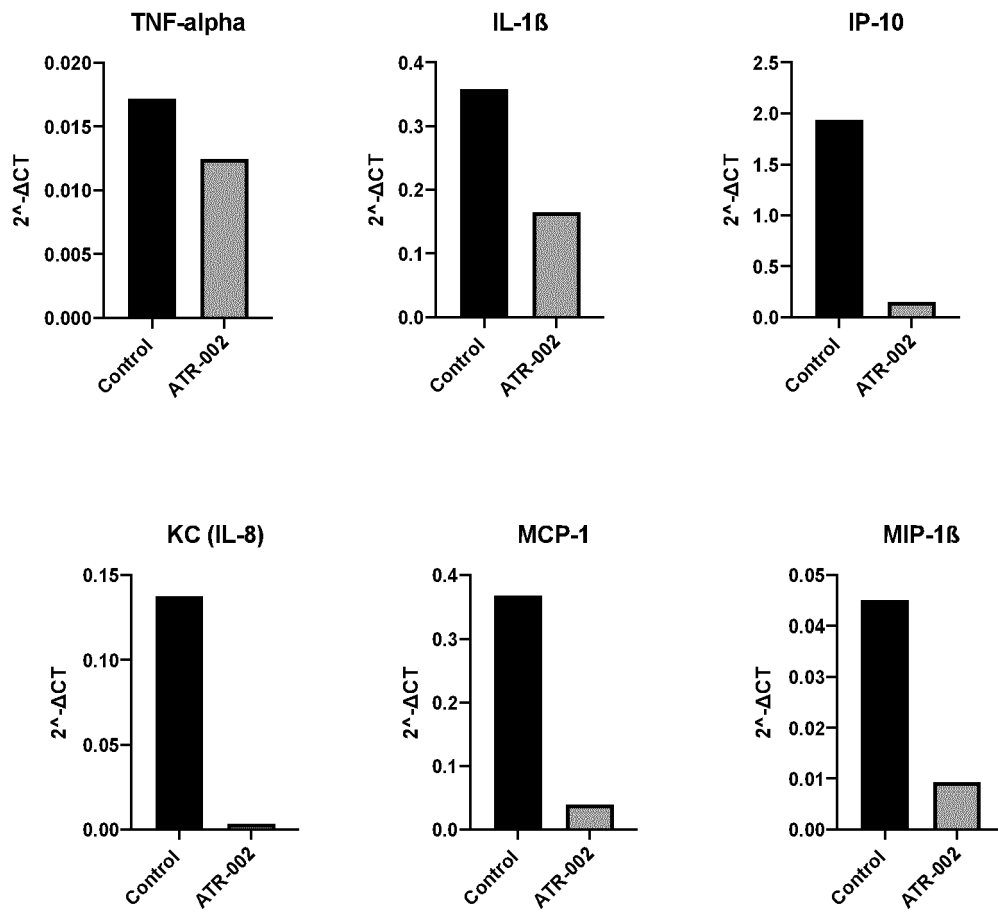 TNF-alpha
2^-ΔCT
0.020
0.015
0.010
0.005
0.000
Control
ATR-002
IL-1ß
2^-ΔCT
0.4
0.3
0.2
0.1
0.0
Control
ATR-002
IP-10
2^-ΔCT
2.5
2.0
1.5
1.0
0.5
0.0
Control
ATR-002
KC (IL-8)
2^-ΔCT
0.15
0.10
0.05
0.00
Control
ATR-002
MCP-1
2^-ΔCT
0.4
0.3
0.2
0.1
0.0
Control
ATR-002
MIP-1ß
2^-ΔCT
0.05
0.04
0.03
0.02
0.01
0.00
Control
ATR-002